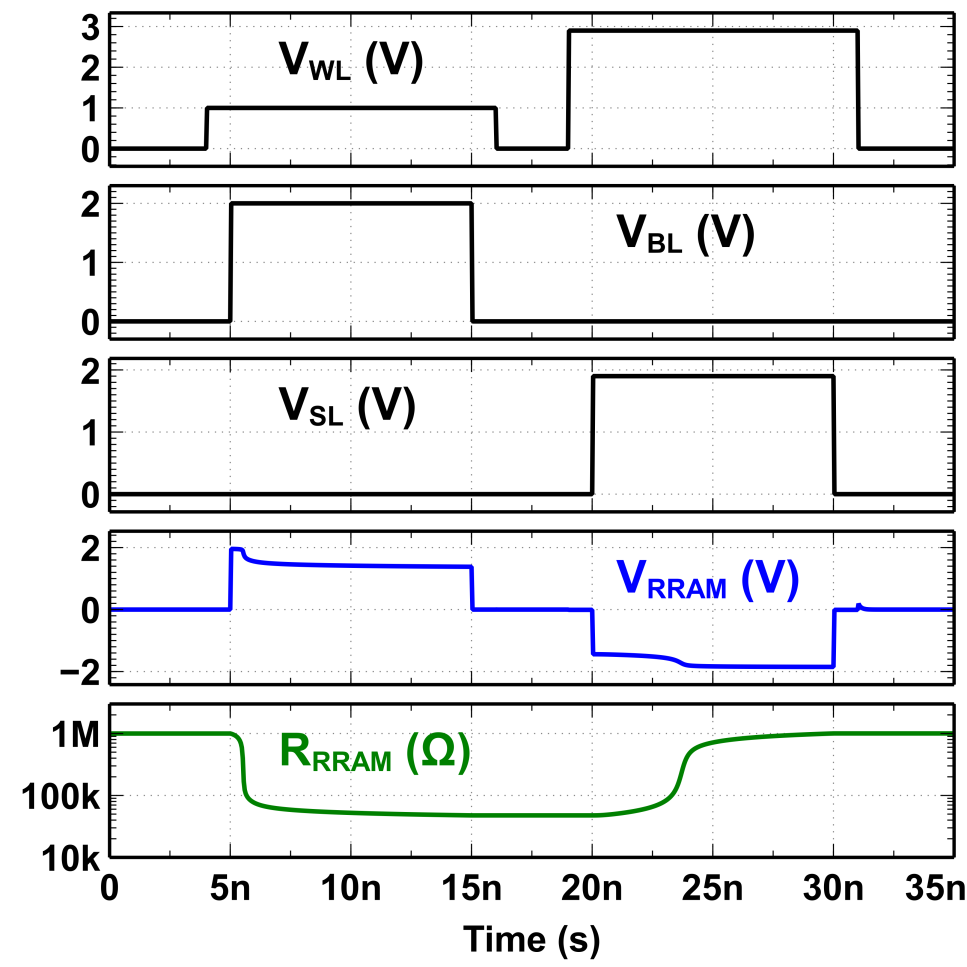 3
V_WL (V)
2
1
0
2
V_BL (V)
1
0
2
V_SL (V)
1
0
2
V_RRAM (V)
0
−2
1M
R_RRAM (Ω)
100k
10k
0 5n 10n 15n 20n 25n 30n 35n
Time (s)